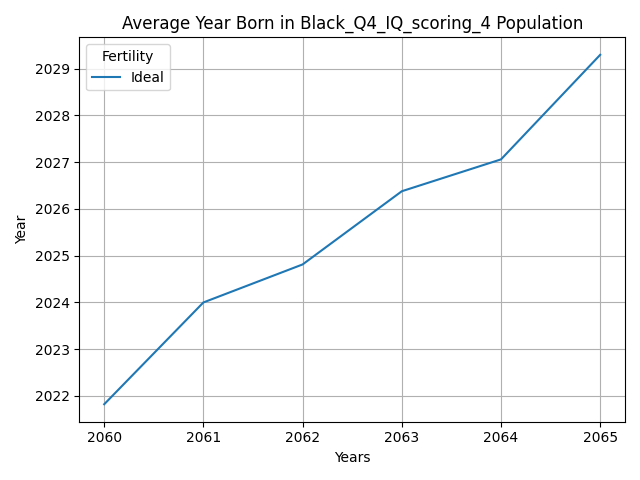 Average Year Born in Black_Q4_IQ_scoring_4 Population
Fertility
Ideal
2029
2028
2027
2026
2025
2024
2023
2022
Year
2060 2061 2062 2063 2064 2065
Years